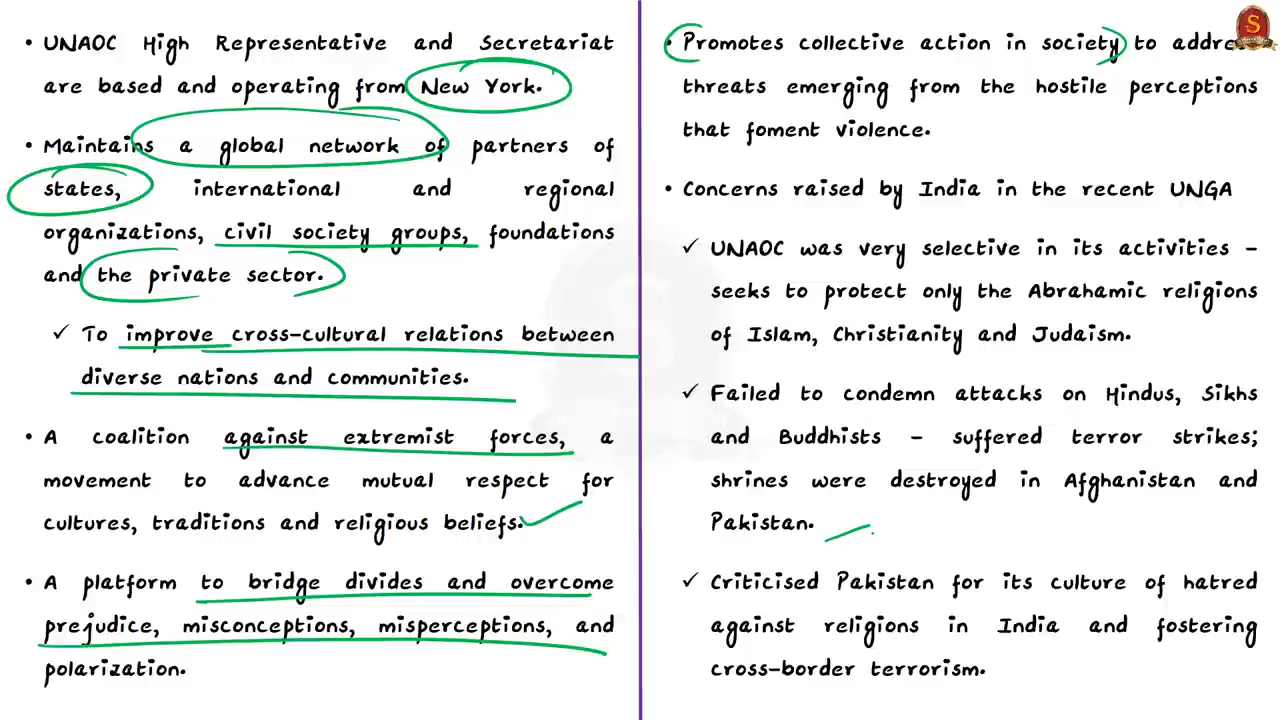 • UNAOC High Representative and Secretariat
are based and operating from New York.
• Maintains a global network of partners of
states, international and regional
organizations, civil society groups, foundations
and the private sector.
✓ To improve cross-cultural relations between
diverse nations and communities.
• A coalition against extremist forces, a
movement to advance mutual respect for
cultures, traditions and religious beliefs.
• A platform to bridge divides and overcome
prejudice, misconceptions, misperceptions, and
polarization.
• Promotes collective action in society to address
threats emerging from the hostile perceptions
that foment violence.
• Concerns raised by India in the recent UNGA
✓ UNAOC was very selective in its activities –
seeks to protect only the Abrahamic religions
of Islam, Christianity and Judaism.
✓ Failed to condemn attacks on Hindus, Sikhs
and Buddhists – suffered terror strikes;
shrines were destroyed in Afghanistan and
Pakistan.
✓ Criticised Pakistan for its culture of hatred
against religions in India and fostering
cross-border terrorism.
S